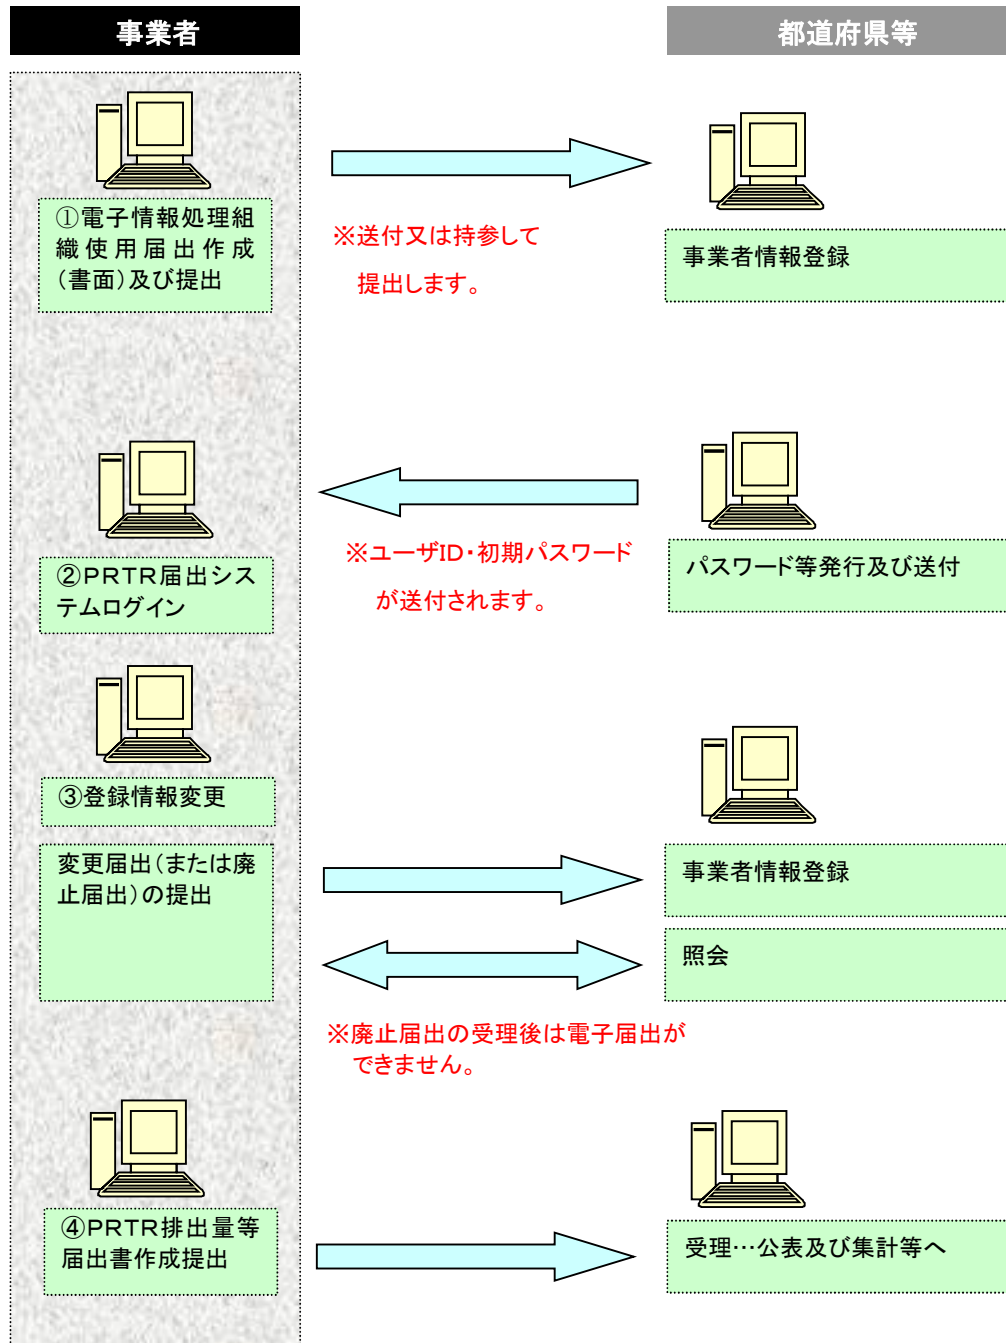 事業者
都道府県等
①電子情報処理組
織使用届出作成
（書面）及び提出
※送付又は持参して
提出します。
事業者情報登録
②ＰＲＴＲ届出シス
テムログイン
※ユーザID・初期パスワード
が送付されます。
パスワード等発行及び送付
③登録情報変更
変更届出（または廃
止届出）の提出
事業者情報登録
照会
※廃止届出の受理後は電子届出が
できません。
④ＰＲＴＲ排出量等
届出書作成提出
受理…公表及び集計等へ